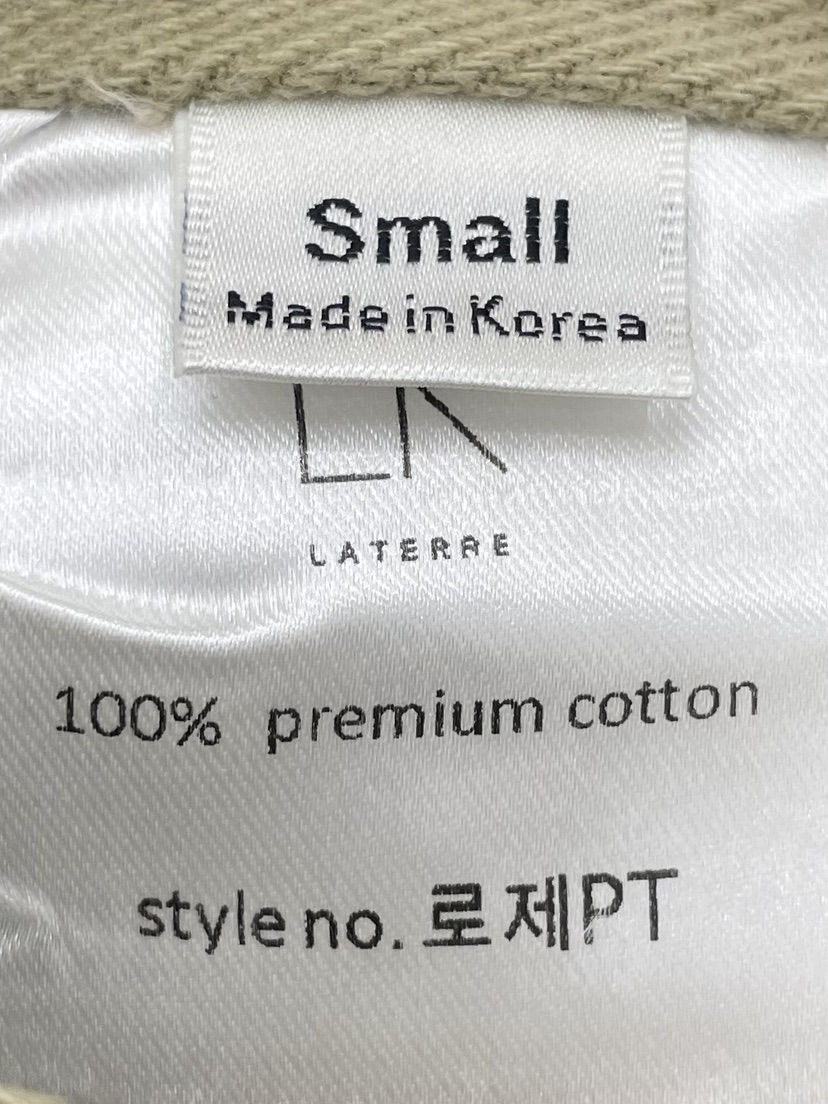 Small
Made in Korea
LATERRE
100% premium cotton
style no. 로제PT